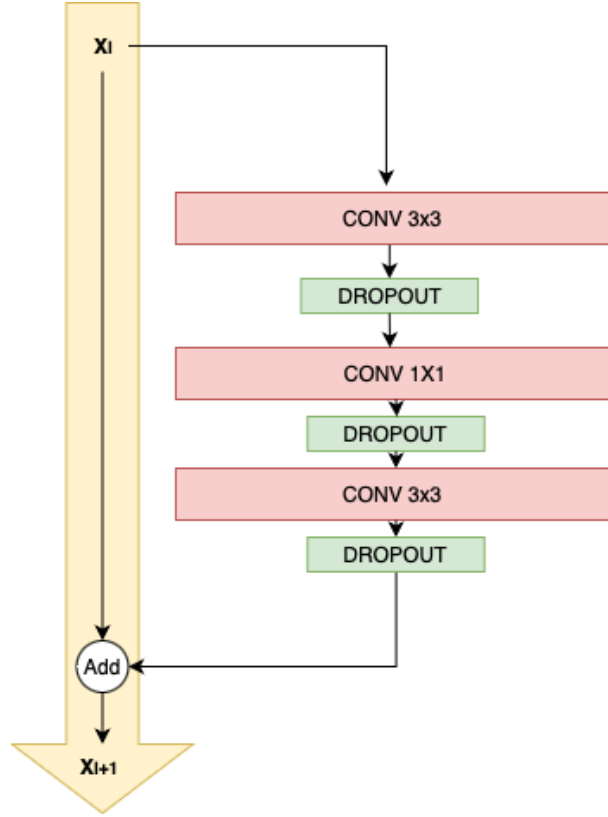 Xl
CONV 3x3
DROPOUT
CONV 1X1
DROPOUT
CONV 3x3
DROPOUT
Add
Xl+1